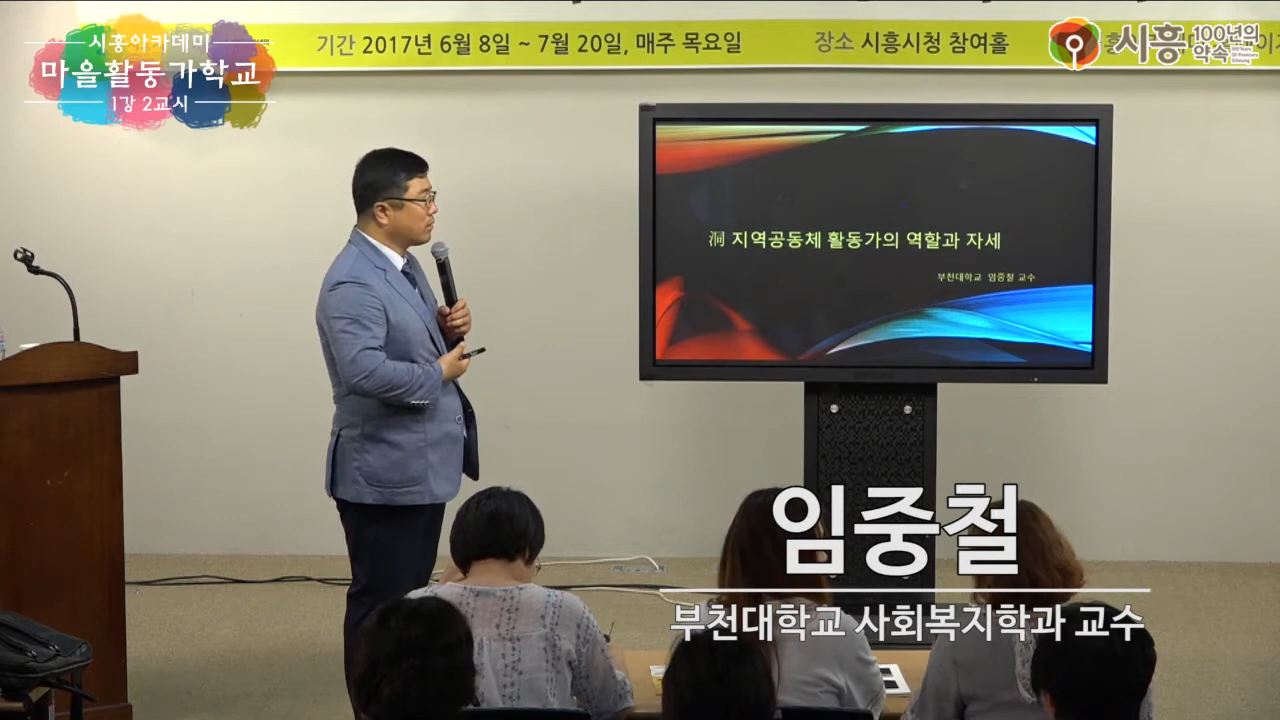 시흥아카데미
마을활동가학교
1강 2교시
기간 2017년 6월 8일 ~ 7월 20일, 매주 목요일
장소 시흥시청 참여홀
시흥 100년의 약속
洞 지역공동체 활동가의 역할과 자세
부천대학교 임중철 교수
임중철
부천대학교 사회복지학과 교수